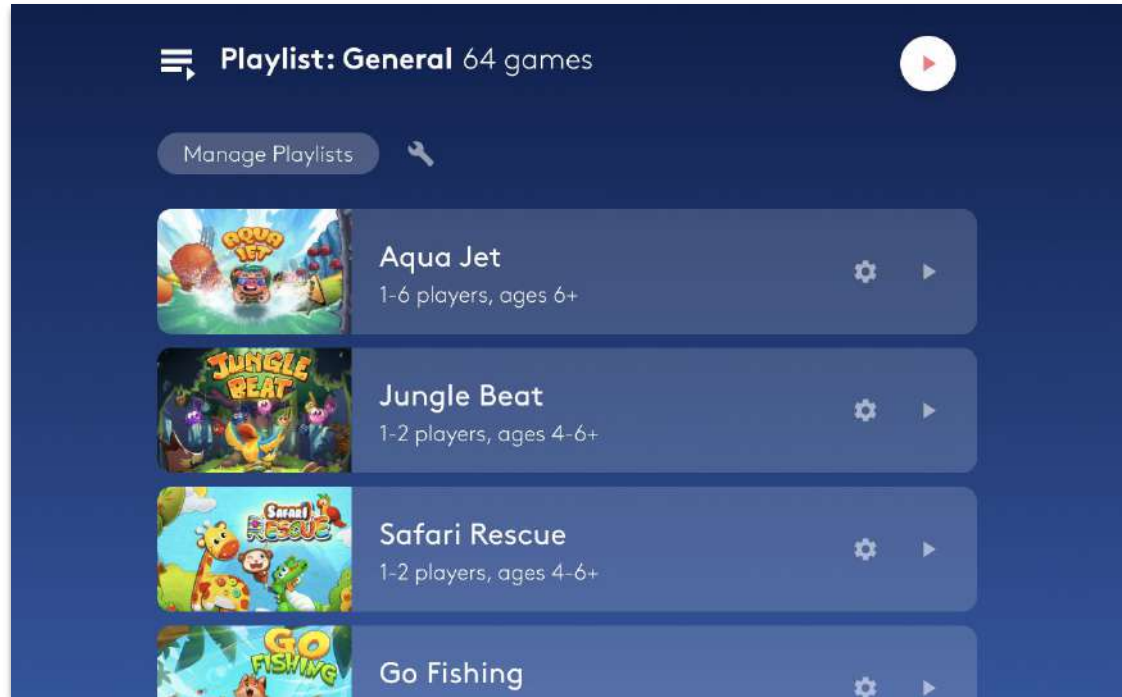 Playlist: General 64 games
Manage Playlists
AQUA
JET
Aqua Jet
1-6 players, ages 6+
JUNGLE
BEAT
Jungle Beat
1-2 players, ages 4-6+
SAFARI
RESCUE
Safari Rescue
1-2 players, ages 4-6+
GO
FISHING
Go Fishing